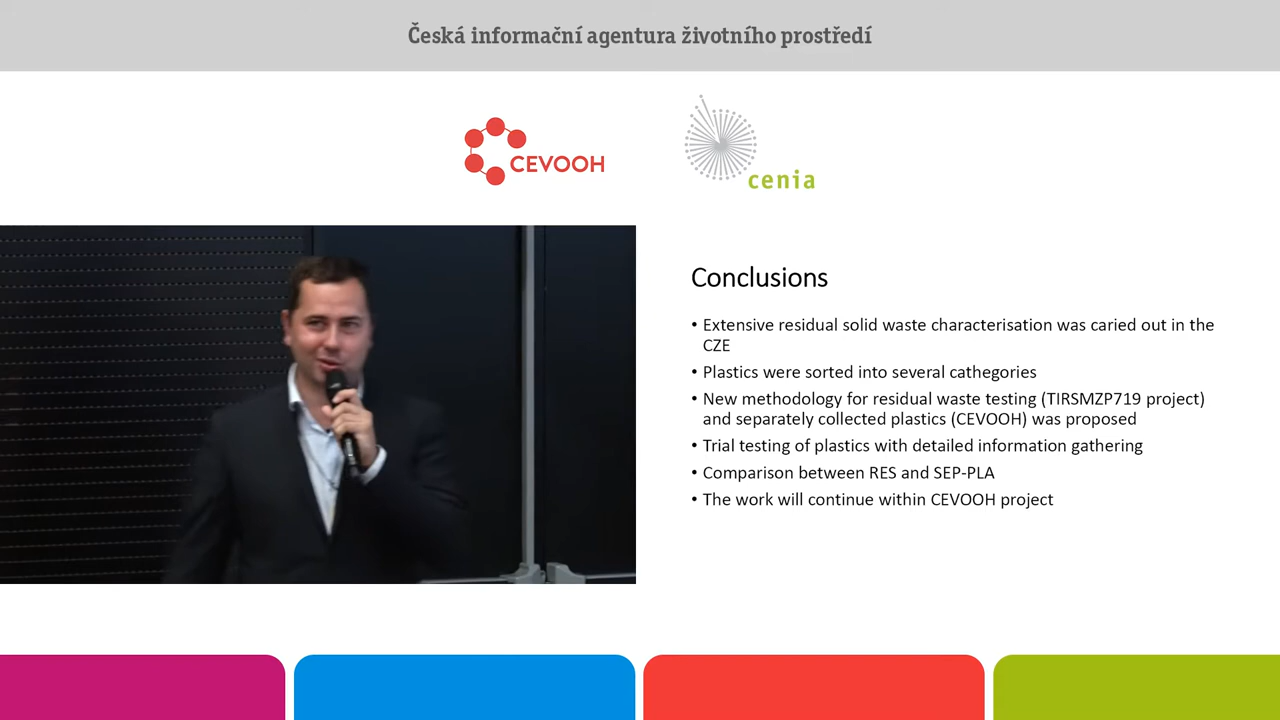 Česká informační agentura životního prostředí
CEVOOH
cenia
Conclusions
• Extensive residual solid waste characterisation was caried out in the
CZE
• Plastics were sorted into several cathegories
• New methodology for residual waste testing (TIRSMZP719 project)
and separately collected plastics (CEVOOH) was proposed
• Trial testing of plastics with detailed information gathering
• Comparison between RES and SEP-PLA
• The work will continue within CEVOOH project